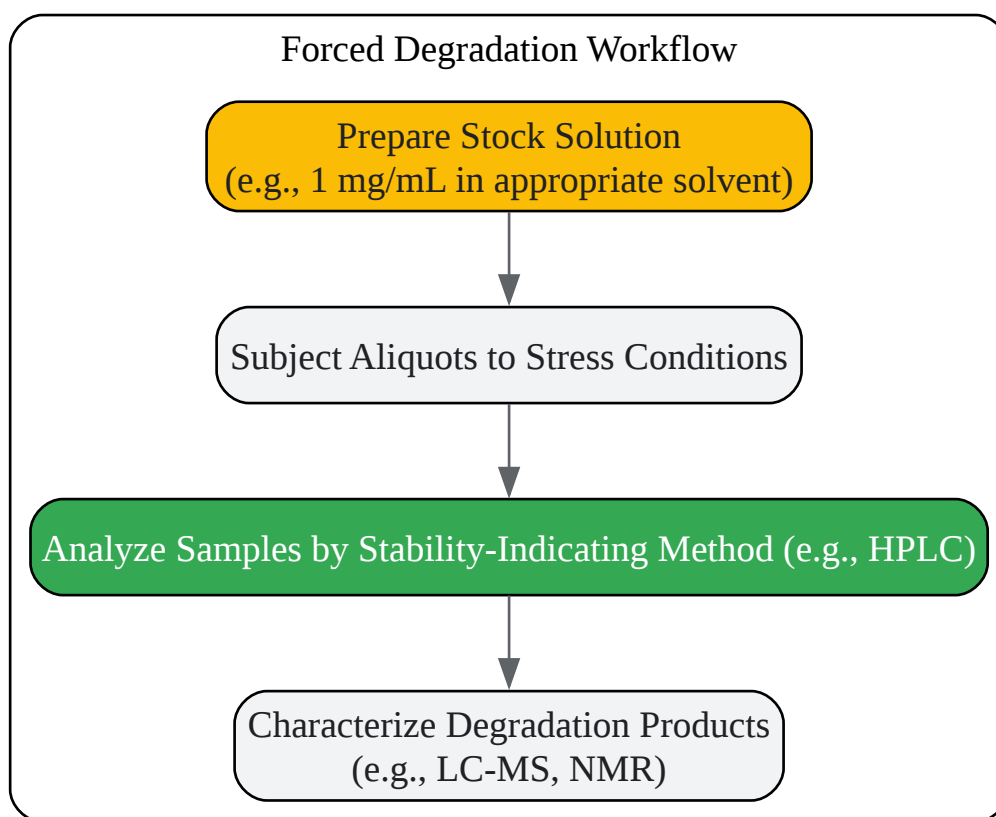 Forced Degradation Workflow
Prepare Stock Solution
(e.g., 1 mg/mL in appropriate solvent)
Subject Aliquots to Stress Conditions
Analyze Samples by Stability-Indicating Method (e.g., HPLC)
Characterize Degradation Products
(e.g., LC-MS, NMR)